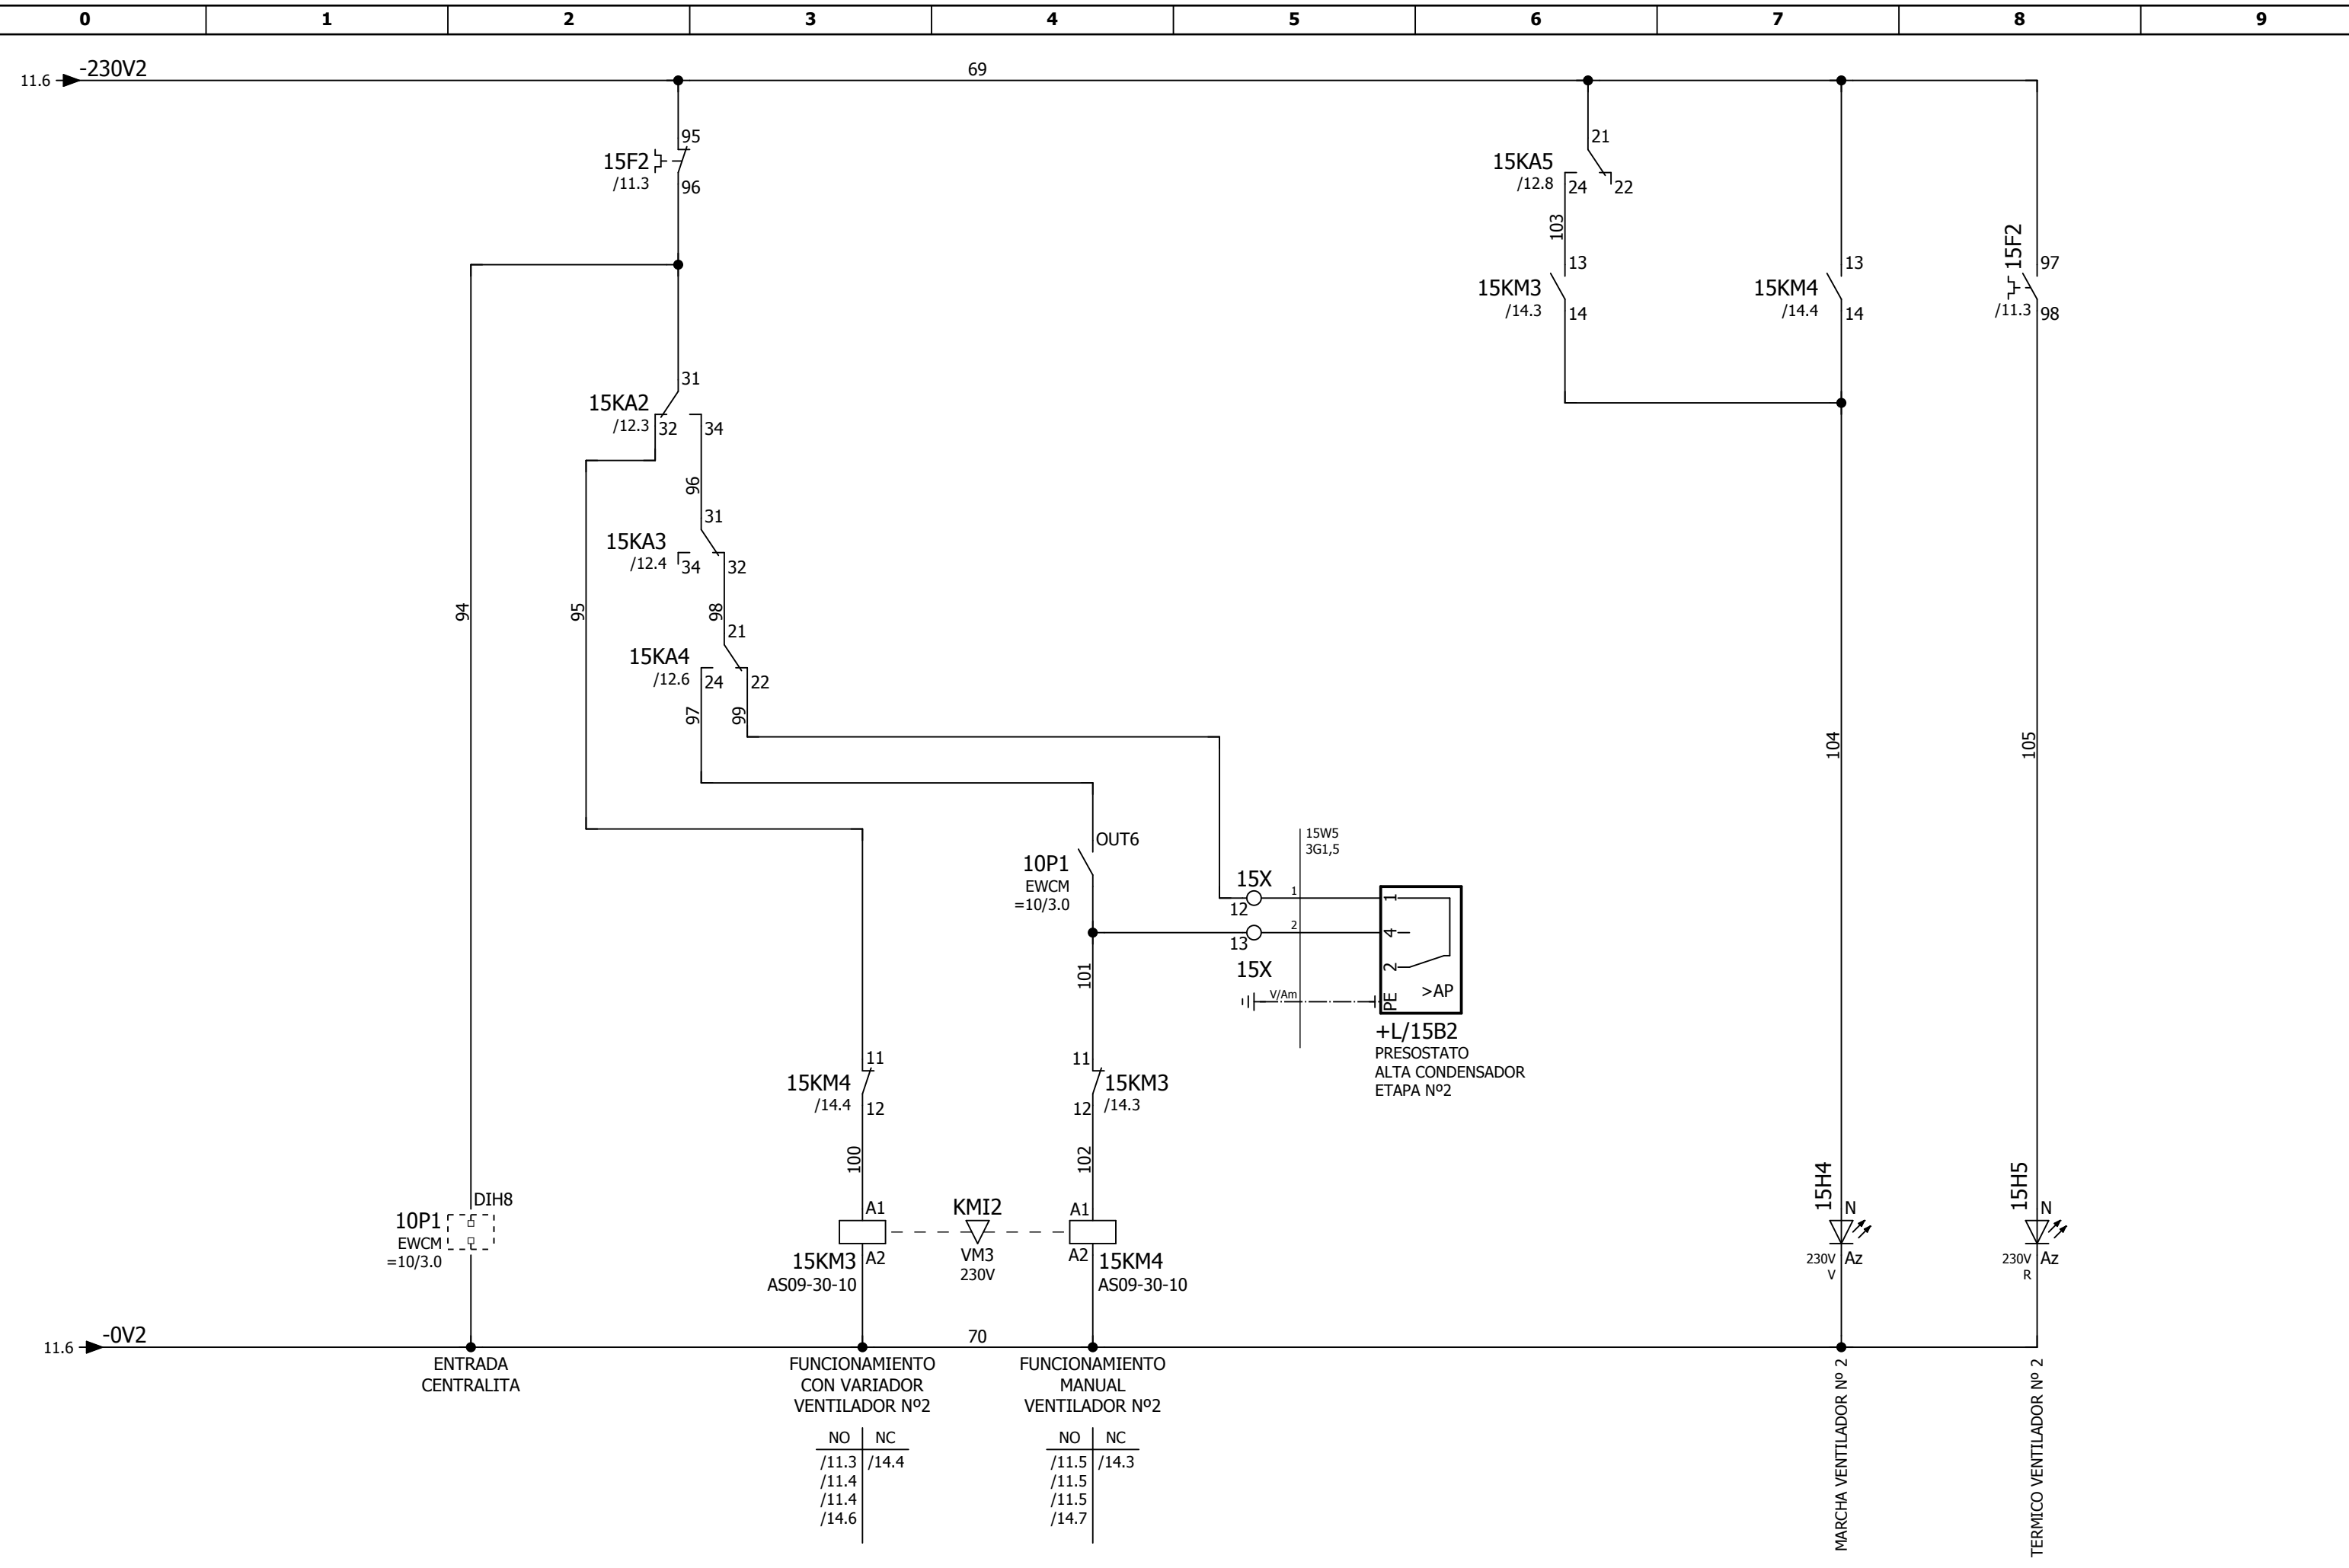 0 1 2 3 4 5 6 7 8 9
-230V2
11.6
69
95
15F2
/11.3
96
21
15KA5
/12.8
24
22
103
13
15KM3
/14.3
14
13
15KM4
/14.4
14
15F2
97
/11.3
98
31
15KA2
/12.3
32
34
96
31
15KA3
/12.4
34
32
94
95
98
21
15KA4
/12.6
24
22
97
99
104
105
OUT6
10P1
EWCM
=10/3.0
15W5
3G1,5
15X
12
1
13
2
15X
V/Am
1
4
2
PE
>AP
+L/15B2
PRESOSTATO
ALTA CONDENSADOR
ETAPA Nº2
101
11
15KM4
/14.4
12
11
15KM3
12
/14.3
100
102
DIH8
10P1
EWCM
=10/3.0
A1
15KM3
A2
AS09-30-10
KMI2
VM3
230V
A1
A2
15KM4
AS09-30-10
15H4
N
230V
Az
V
15H5
N
230V
Az
R
-0V2
11.6
70
ENTRADA
CENTRALITA
FUNCIONAMIENTO
CON VARIADOR
VENTILADOR Nº2
FUNCIONAMIENTO
MANUAL
VENTILADOR Nº2
MARCHA VENTILADOR Nº 2
TERMICO VENTILADOR Nº 2
NO NC
/11.3 /14.4
/11.4
/11.4
/14.6
NO NC
/11.5 /14.3
/11.5
/11.5
/14.7